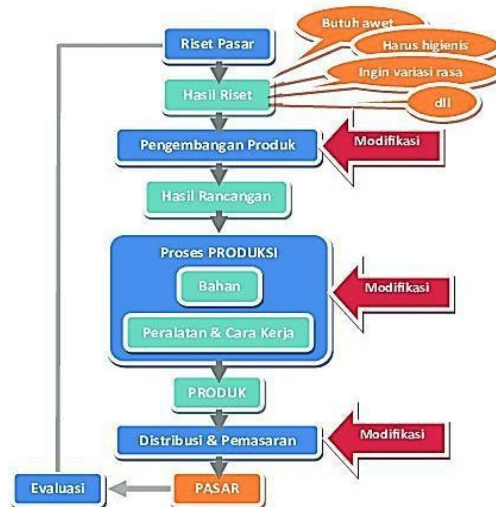 Butuh awet
Riset Pasar
Harus higienis
Ingin variasi rasa
Hasil Riset
dll
Pengembangan Produk
Modifikasi
Hasil Rancangan
Proses PRODUKSI
Bahan
Modifikasi
Peralatan & Cara Kerja
PRODUK
Distribusi & Pemasaran
Modifikasi
Evaluasi
PASAR